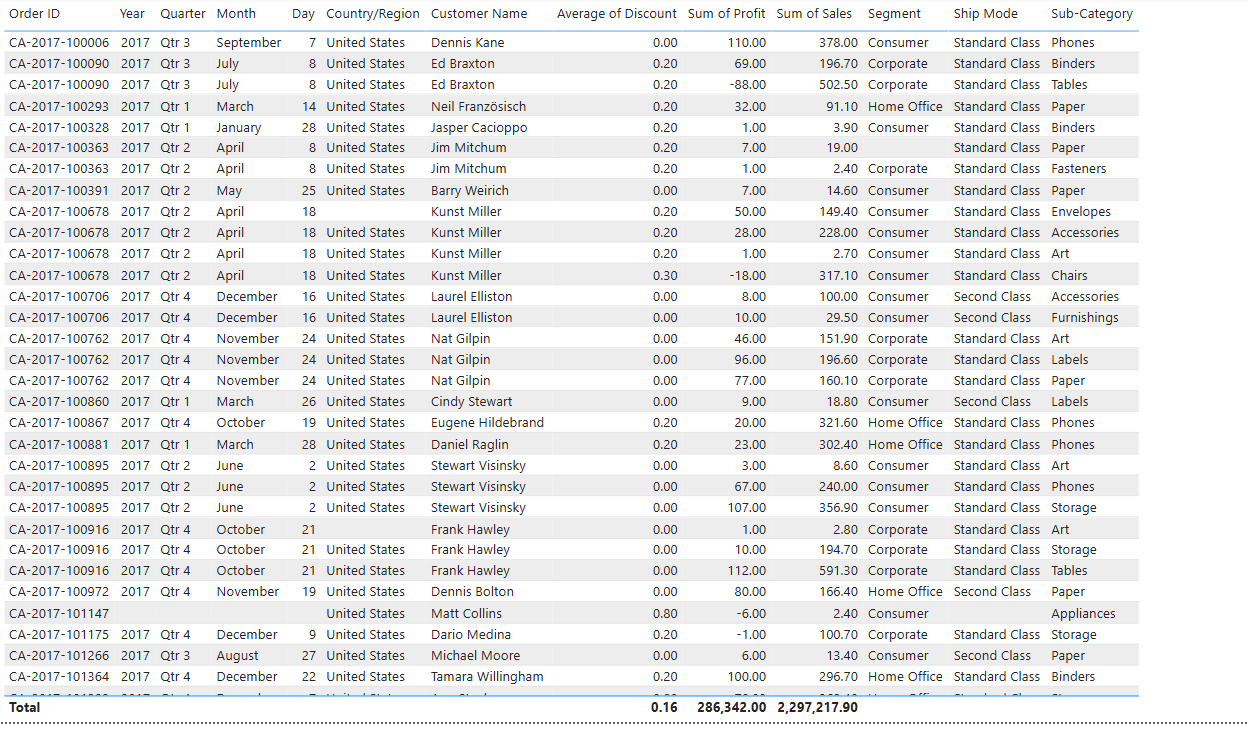 Order ID Year Quarter Month Day Country/Region Customer Name Average of Discount Sum of Profit Sum of Sales Segment Ship Mode Sub-Category
CA-2017-100006 2017 Qtr 3 September 7 United States Dennis Kane 0.00 110.00 378.00 Consumer Standard Class Phones
CA-2017-100090 2017 Qtr 3 July 8 United States Ed Braxton 0.20 69.00 196.70 Corporate Standard Class Binders
CA-2017-100090 2017 Qtr 3 July 8 United States Ed Braxton 0.20 -88.00 502.50 Corporate Standard Class Tables
CA-2017-100293 2017 Qtr 1 March 14 United States Neil Französisch 0.20 32.00 91.10 Home Office Standard Class Paper
CA-2017-100328 2017 Qtr 1 January 28 United States Jasper Cacioppo 0.20 1.00 3.90 Consumer Standard Class Binders
CA-2017-100363 2017 Qtr 2 April 8 United States Jim Mitchum 0.20 7.00 19.00 Standard Class Paper
CA-2017-100363 2017 Qtr 2 April 8 United States Jim Mitchum 0.20 1.00 2.40 Corporate Standard Class Fasteners
CA-2017-100391 2017 Qtr 2 May 25 United States Barry Weirich 0.00 7.00 14.60 Consumer Standard Class Paper
CA-2017-100678 2017 Qtr 2 April 18 Kunst Miller 0.20 50.00 149.40 Consumer Standard Class Envelopes
CA-2017-100678 2017 Qtr 2 April 18 United States Kunst Miller 0.20 28.00 228.00 Consumer Standard Class Accessories
CA-2017-100678 2017 Qtr 2 April 18 United States Kunst Miller 0.20 1.00 2.70 Consumer Standard Class Art
CA-2017-100678 2017 Qtr 2 April 18 United States Kunst Miller 0.30 -18.00 317.10 Consumer Standard Class Chairs
CA-2017-100706 2017 Qtr 4 December 16 United States Laurel Elliston 0.00 8.00 100.00 Consumer Second Class Accessories
CA-2017-100706 2017 Qtr 4 December 16 United States Laurel Elliston 0.00 10.00 29.50 Consumer Second Class Furnishings
CA-2017-100762 2017 Qtr 4 November 24 United States Nat Gilpin 0.00 46.00 151.90 Corporate Standard Class Art
CA-2017-100762 2017 Qtr 4 November 24 United States Nat Gilpin 0.00 96.00 196.60 Corporate Standard Class Labels
CA-2017-100762 2017 Qtr 4 November 24 United States Nat Gilpin 0.00 77.00 160.10 Corporate Standard Class Paper
CA-2017-100860 2017 Qtr 1 March 26 United States Cindy Stewart 0.00 9.00 18.80 Consumer Second Class Labels
CA-2017-100867 2017 Qtr 4 October 19 United States Eugene Hildebrand 0.20 20.00 321.60 Home Office Standard Class Phones
CA-2017-100881 2017 Qtr 1 March 28 United States Daniel Raglin 0.20 23.00 302.40 Home Office Standard Class Phones
CA-2017-100895 2017 Qtr 2 June 2 United States Stewart Visinsky 0.00 3.00 8.60 Consumer Standard Class Art
CA-2017-100895 2017 Qtr 2 June 2 United States Stewart Visinsky 0.00 67.00 240.00 Consumer Standard Class Phones
CA-2017-100895 2017 Qtr 2 June 2 United States Stewart Visinsky 0.00 107.00 356.90 Consumer Standard Class Storage
CA-2017-100916 2017 Qtr 4 October 21 Frank Hawley 0.00 1.00 2.80 Corporate Standard Class Art
CA-2017-100916 2017 Qtr 4 October 21 United States Frank Hawley 0.00 10.00 194.70 Corporate Standard Class Storage
CA-2017-100916 2017 Qtr 4 October 21 United States Frank Hawley 0.00 112.00 591.30 Corporate Standard Class Tables
CA-2017-100972 2017 Qtr 4 November 19 United States Dennis Bolton 0.00 80.00 166.40 Home Office Second Class Paper
CA-2017-101147 United States Matt Collins 0.80 -6.00 2.40 Consumer Appliances
CA-2017-101175 2017 Qtr 4 December 9 United States Dario Medina 0.20 -1.00 100.70 Corporate Standard Class Storage
CA-2017-101266 2017 Qtr 3 August 27 United States Michael Moore 0.00 6.00 13.40 Consumer Second Class Paper
CA-2017-101364 2017 Qtr 4 December 22 United States Tamara Willingham 0.20 100.00 296.70 Home Office Standard Class Binders
Total 0.16 286,342.00 2,297,217.90